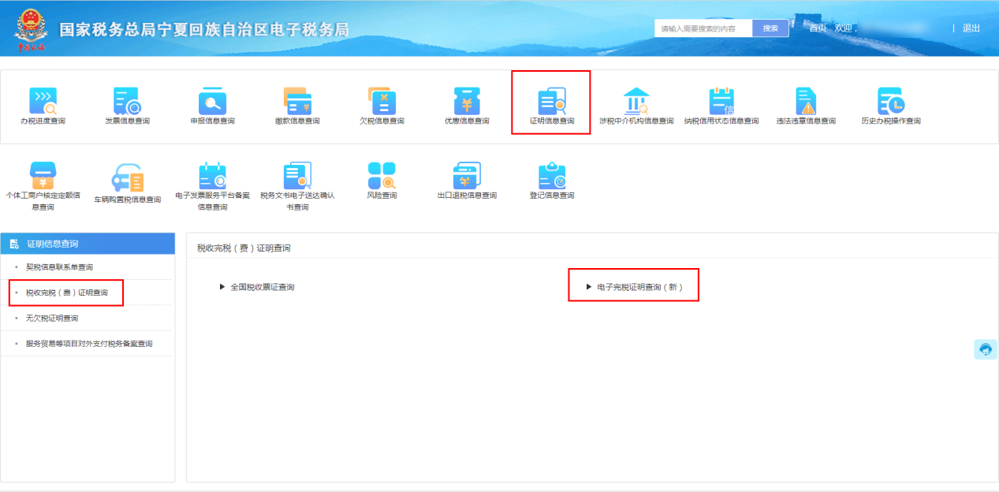 国家税务总局宁夏回族自治区电子税务局
请输入需要搜索的内容
搜索
首页 欢迎，
| 退出
中国税务
办税进度查询
发票信息查询
申报信息查询
缴款信息查询
欠税信息查询
优惠信息查询
证明信息查询
涉税中介机构信息查询
信
纳税信用状态信息查询
违法违章信息查询
历史办税操作查询
个体工商户核定定额信
息查询
车辆购置税信息查询
电子发票服务平台备案
信息查询
税务文书电子送达确认
书查询
风险查询
出口退税信息查询
登记信息查询
证明信息查询
契税信息联系单查询
税收完税（费）证明查询
无欠税证明查询
服务贸易等项目对外支付税务备案查询
税收完税（费）证明查询
全国税收票证查询
电子完税证明查询（新）